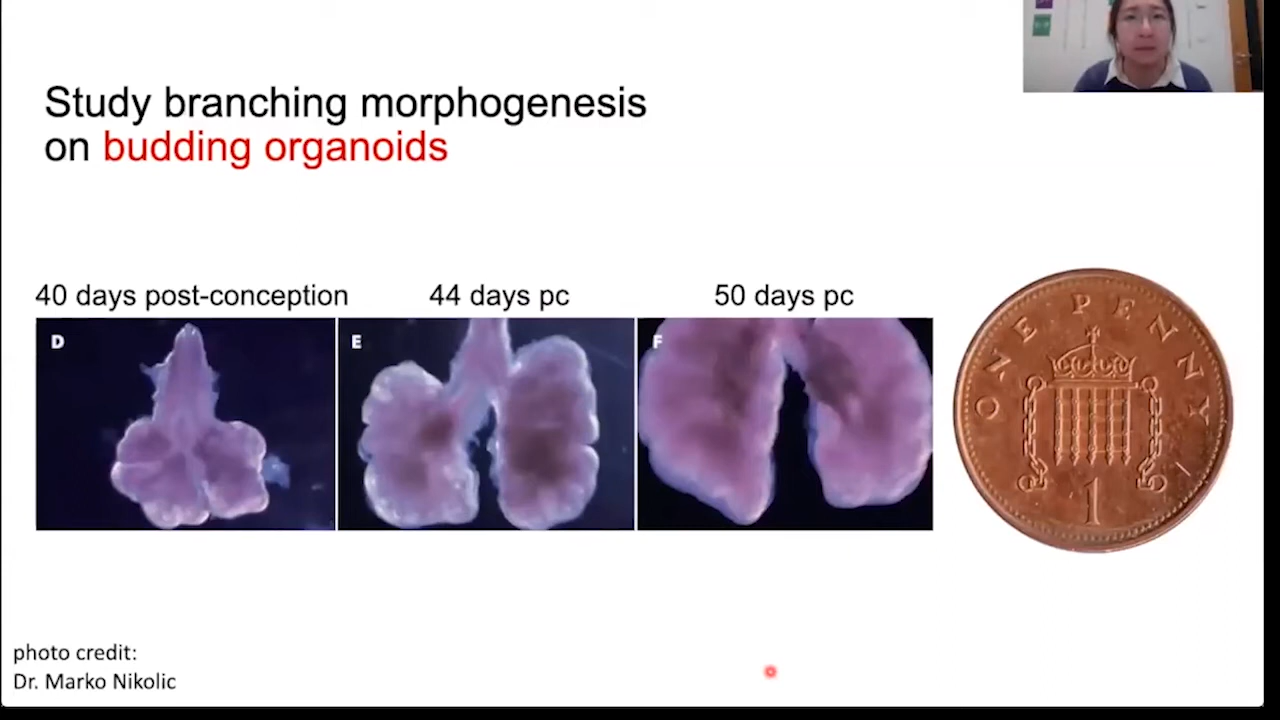 Study branching morphogenesis
on budding organoids
40 days post-conception
44 days pc
50 days pc
D
E
F
ONE PENNY
1
photo credit:
Dr. Marko Nikolic